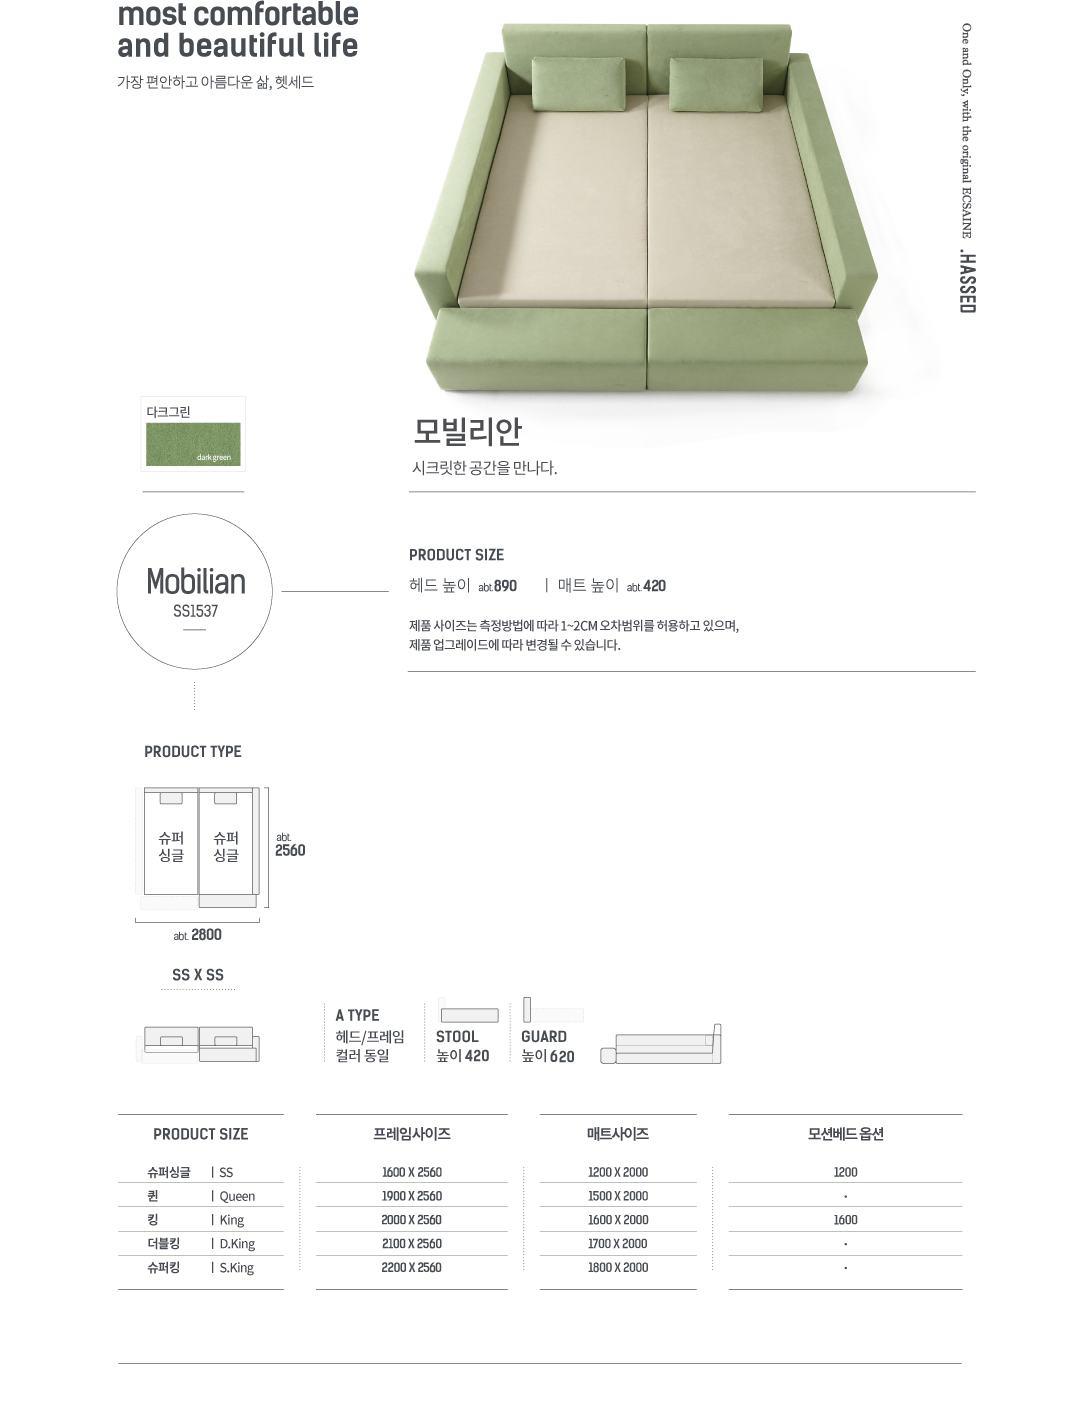 most comfortable
and beautiful life
가장 편안하고 아름다운 삶, 헷세드
One and Only, with the original ECSAINE .HASSED
다크그린
dark green
모빌리안
시크릿한 공간을 만나다.
Mobilian
SS1537
PRODUCT SIZE
헤드 높이 abt.890 | 매트 높이 abt.420
제품 사이즈는 측정방법에 따라 1~2CM 오차범위를 허용하고 있으며,
제품 업그레이드에 따라 변경될 수 있습니다.
PRODUCT TYPE
슈퍼 슈퍼
싱글 싱글
abt.
2560
abt. 2800
SS X SS
A TYPE
헤드/프레임
컬러 동일
STOOL
높이 420
GUARD
높이 620
PRODUCT SIZE 프레임사이즈 매트사이즈 모션베드 옵션
슈퍼싱글 | SS 1600 X 2560 1200 X 2000 1200
퀸 | Queen 1900 X 2560 1500 X 2000 ·
킹 | King 2000 X 2560 1600 X 2000 1600
더블킹 | D.King 2100 X 2560 1700 X 2000 ·
슈퍼킹 | S.King 2200 X 2560 1800 X 2000 ·